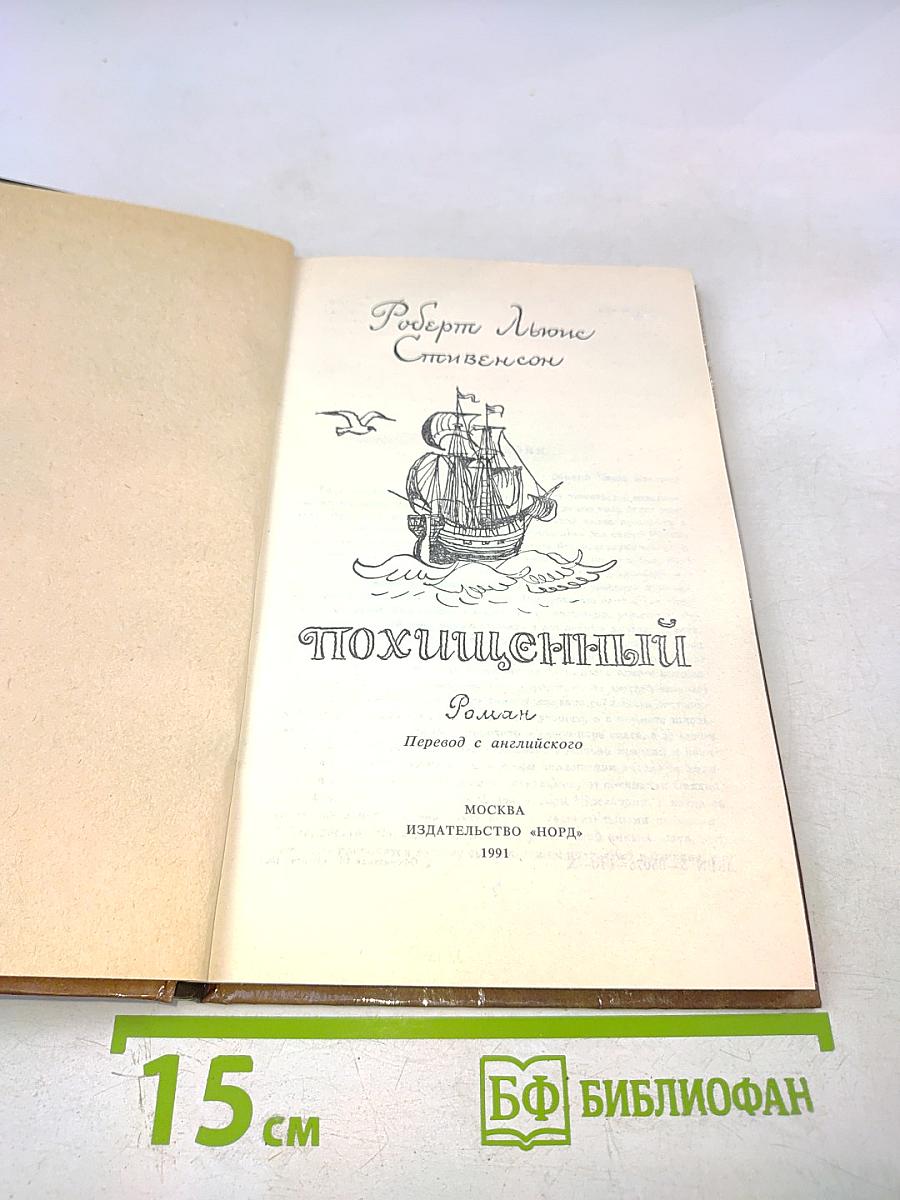 Роберт Льюис
Стивенсон
ПОХИЩЕННЫЙ
Роман
Перевод с английского
МОСКВА
ИЗДАТЕЛЬСТВО «НОРД»
1991
15 см
БФ БИБЛИОФАН